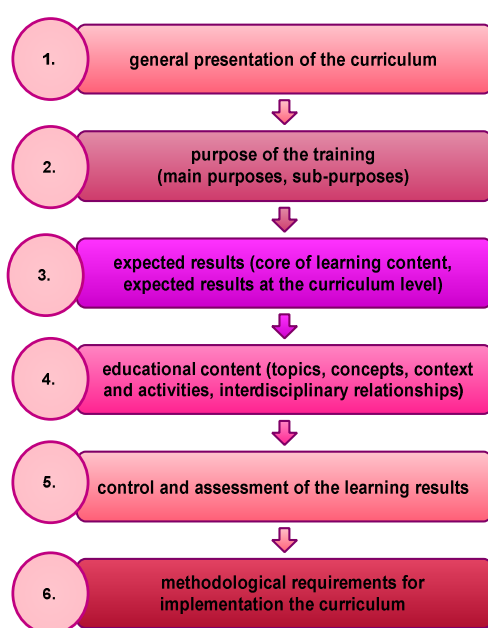 1.
general presentation of the curriculum
2.
purpose of the training
(main purposes, sub-purposes)
3.
expected results (core of learning content,
expected results at the curriculum level)
4.
educational content (topics, concepts, context
and activities, interdisciplinary relationships)
5.
control and assessment of the learning results
6.
methodological requirements for
implementation the curriculum